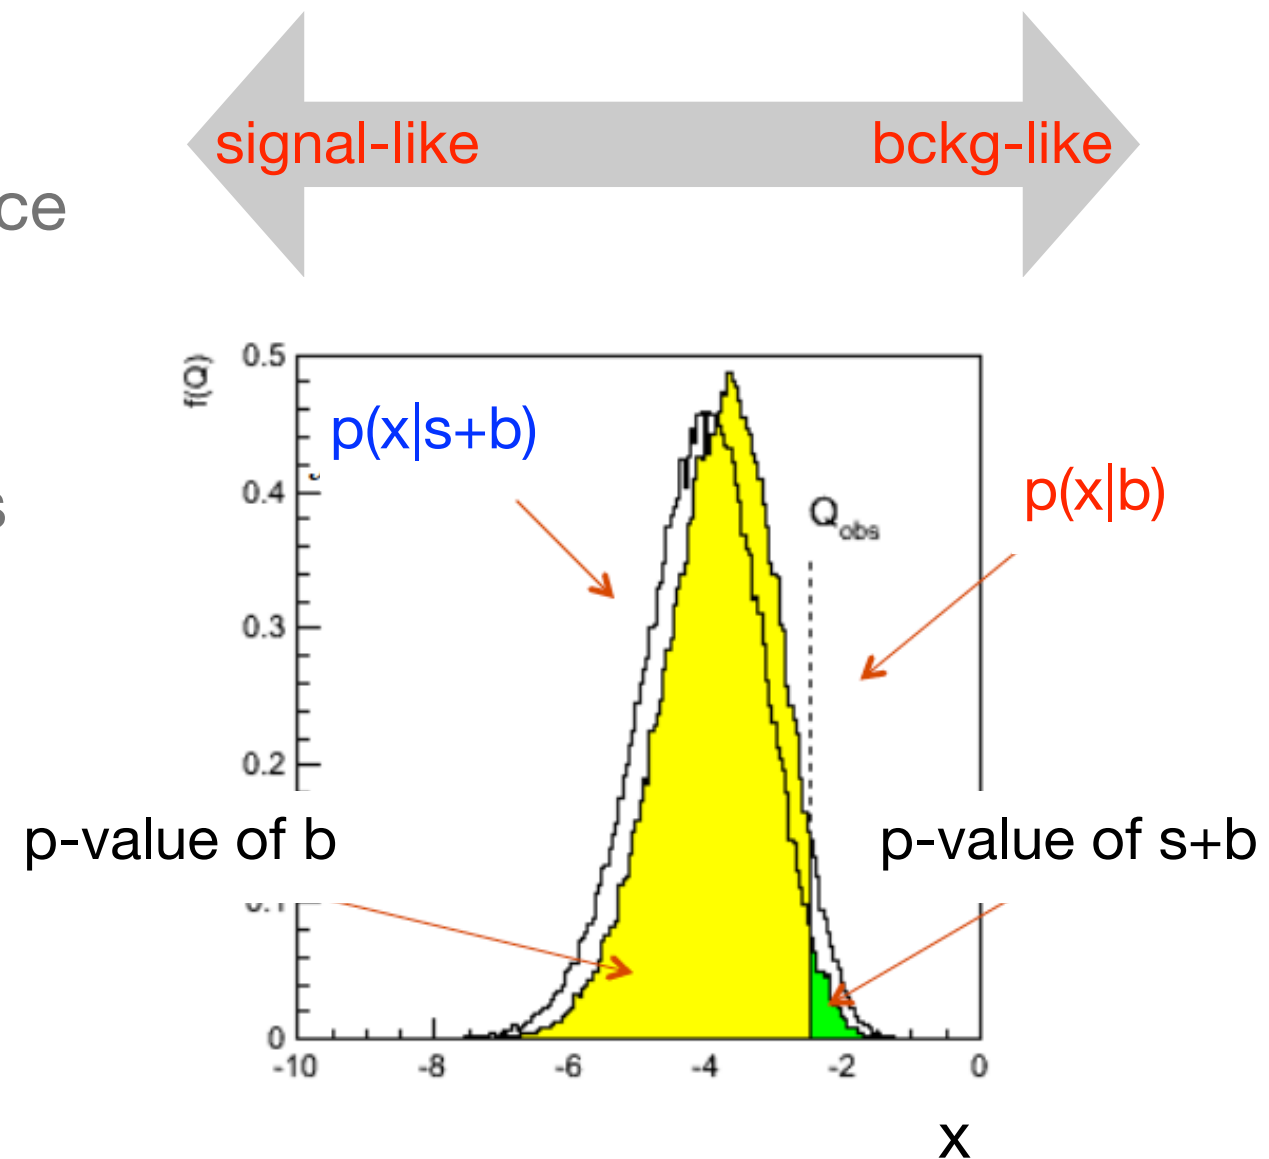 signal-like bckg-like
ce
0.5
f(Q)
p(x|s+b)
p(x|b)
0.4
Qobs
s
0.3
0.2
p-value of b
p-value of s+b
0
-10 -8 -6 -4 -2 0
x